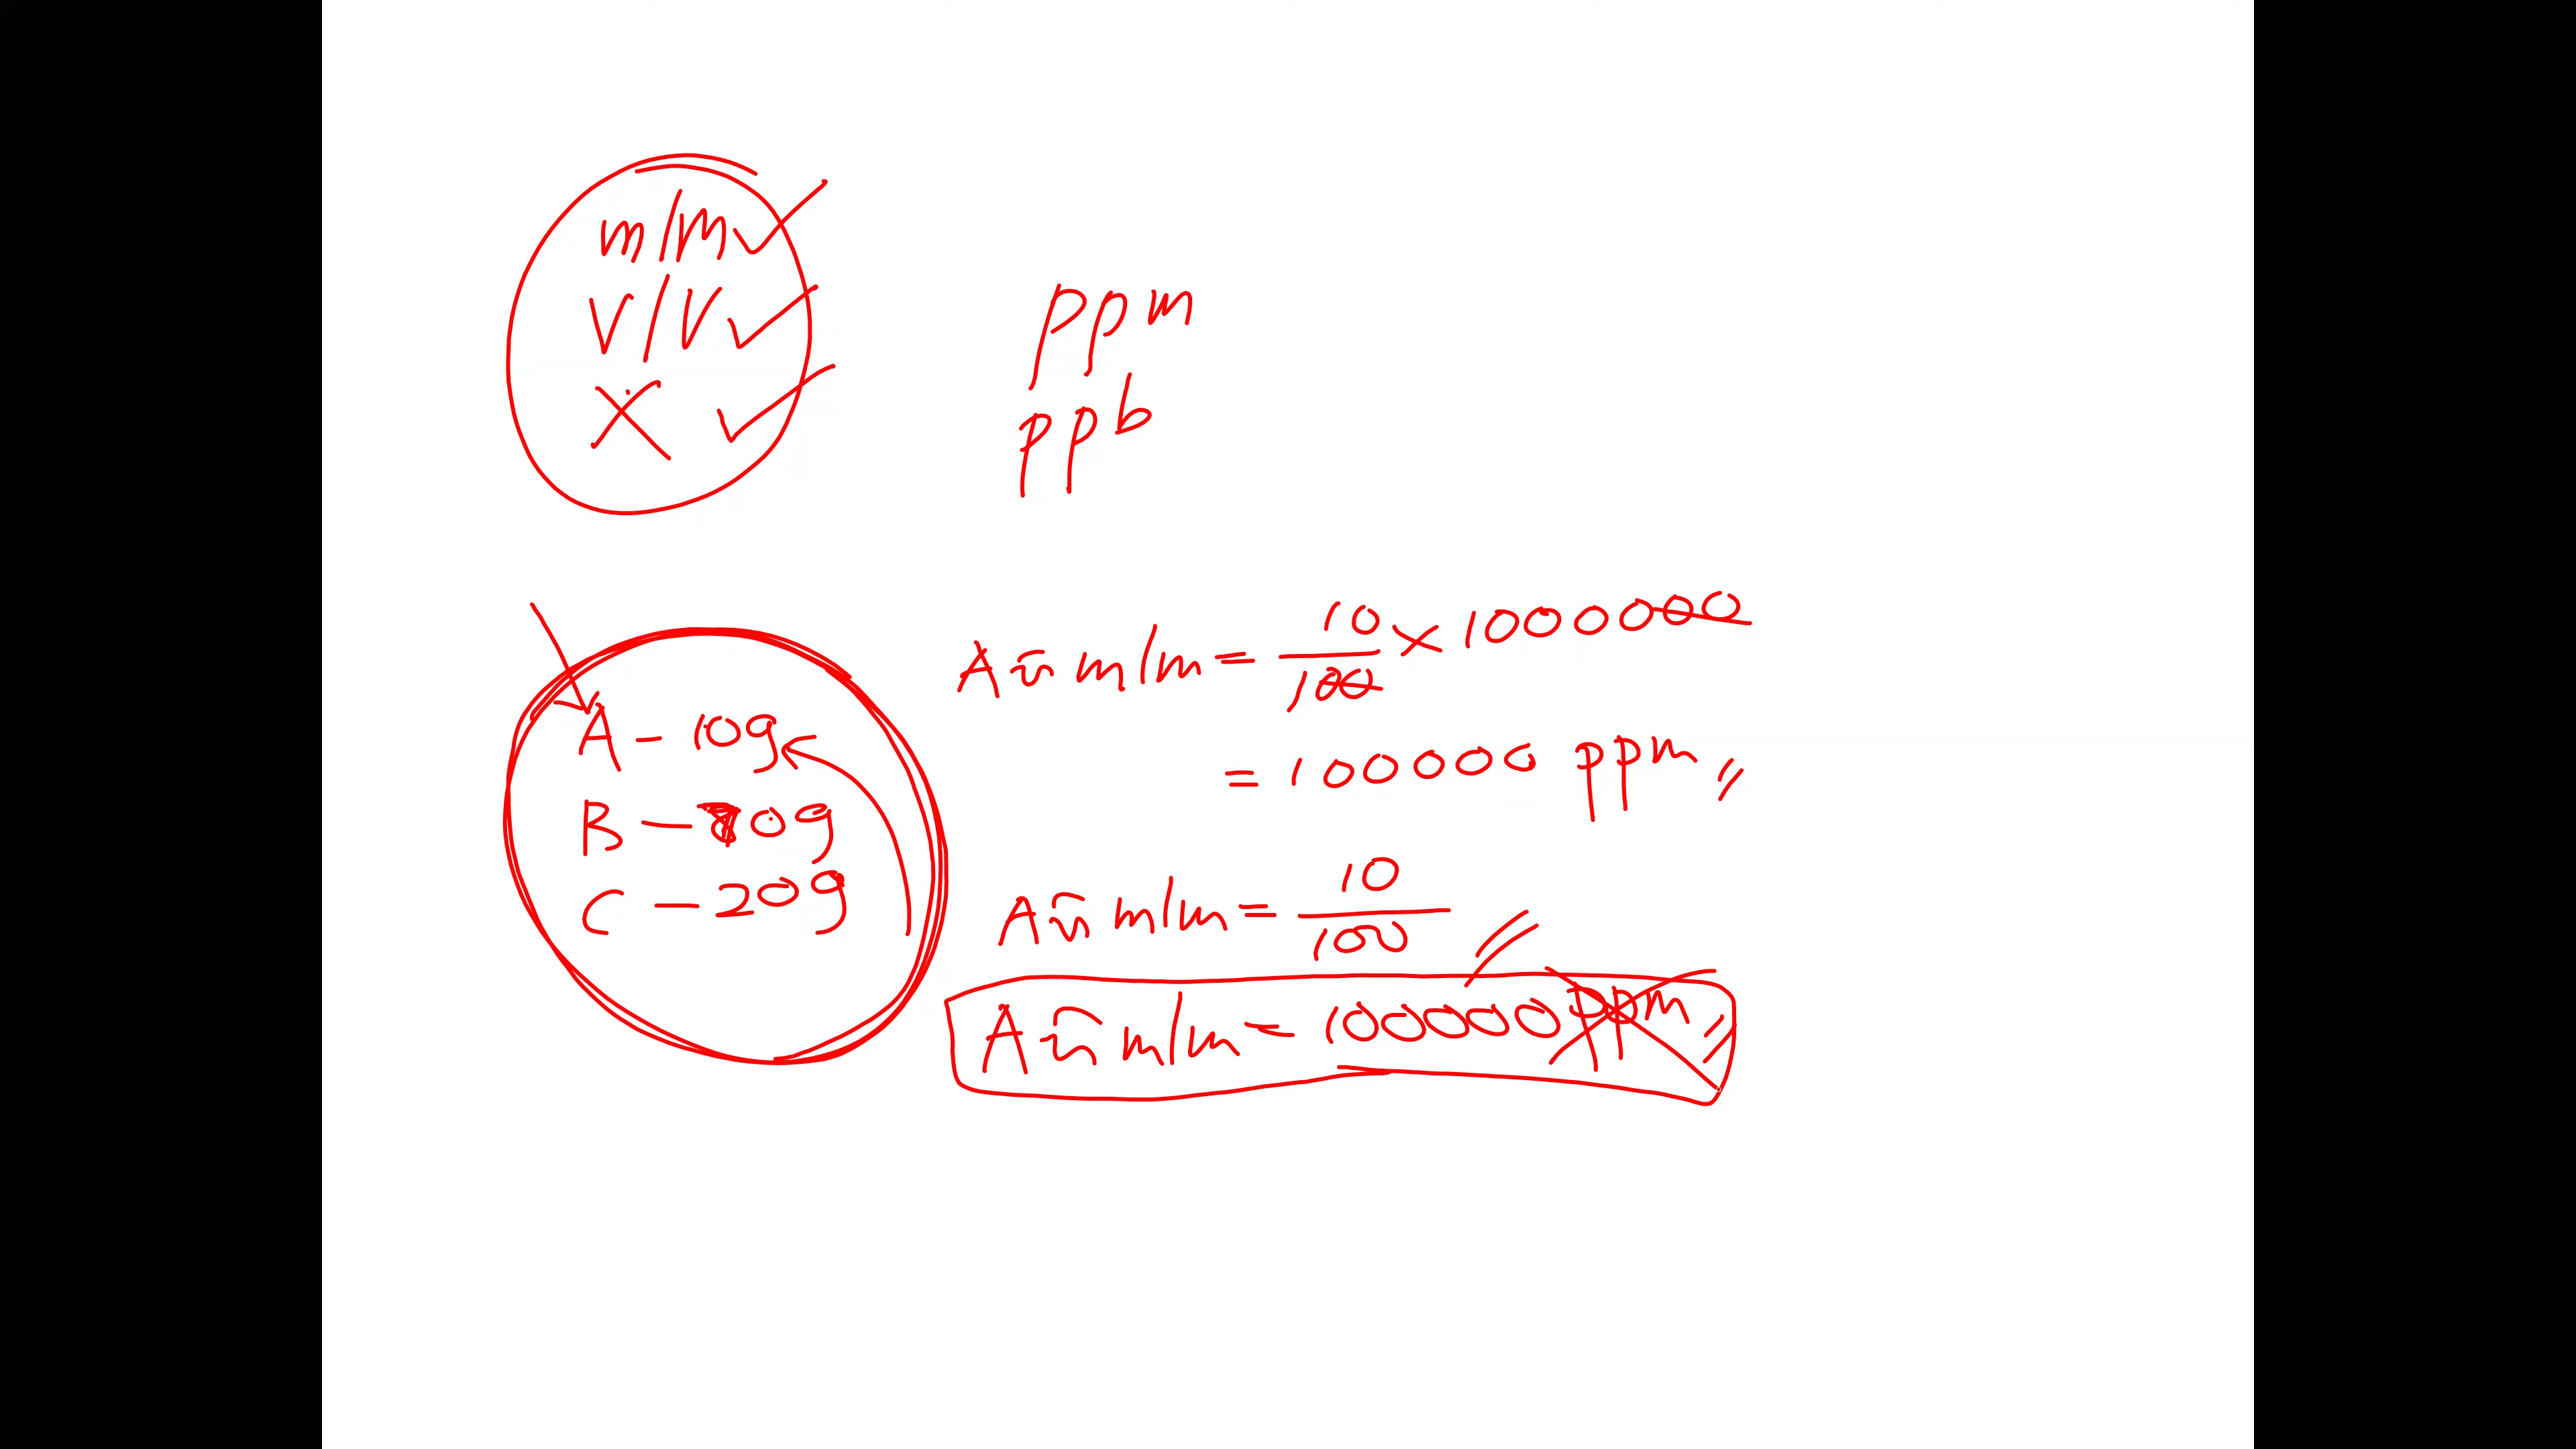 m/m
V/V
X
ppm
ppb
A - 10g
B - 70g
C - 20g
A හි m/m = 10/100 × 1000000
= 100000 ppm
A හි m/m = 10/100
A හි m/m = 100000 ppm